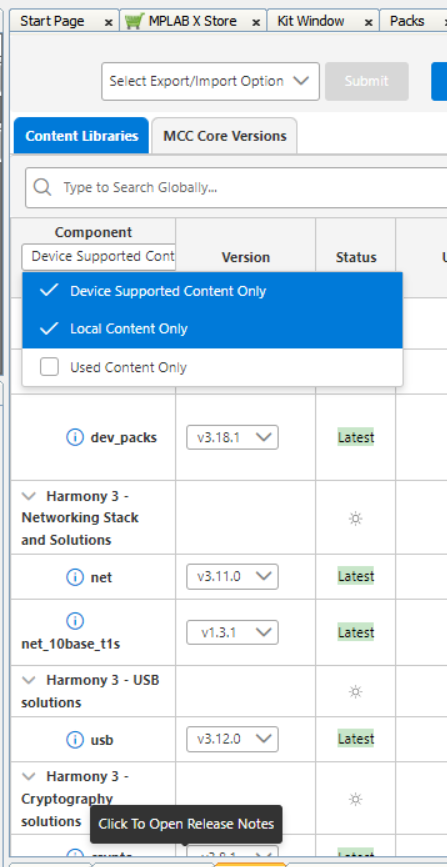 Start Page x MPLAB X Store x Kit Window x Packs
Select Export/Import Option Submit
Content Libraries MCC Core Versions
Type to Search Globally...
Component Version Status
Device Supported Cont
Device Supported Content Only
Local Content Only
Used Content Only
dev_packs v3.18.1 Latest
Harmony 3 -
Networking Stack
and Solutions
net v3.11.0 Latest
net_10base_t1s v1.3.1 Latest
Harmony 3 - USB
solutions
usb v3.12.0 Latest
Harmony 3 -
Cryptography
solutions
Click To Open Release Notes